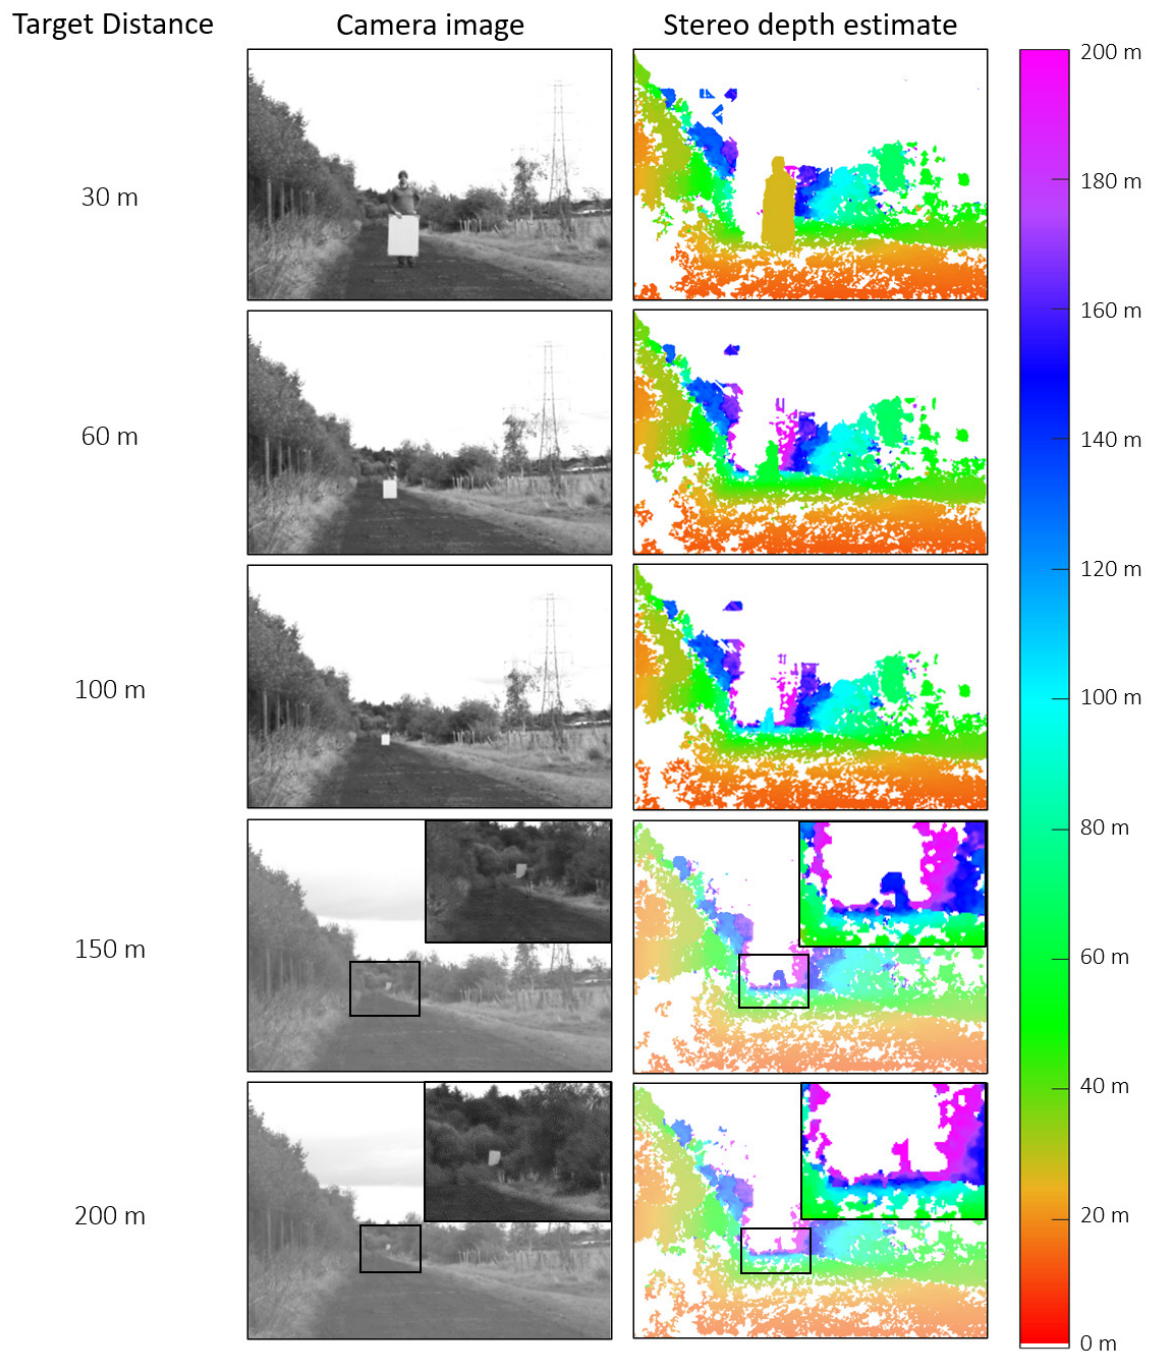 Target Distance Camera image Stereo depth estimate
200 m
180 m
30 m
160 m
140 m
60 m
120 m
100 m
100 m
80 m
150 m
60 m
40 m
200 m
20 m
0 m